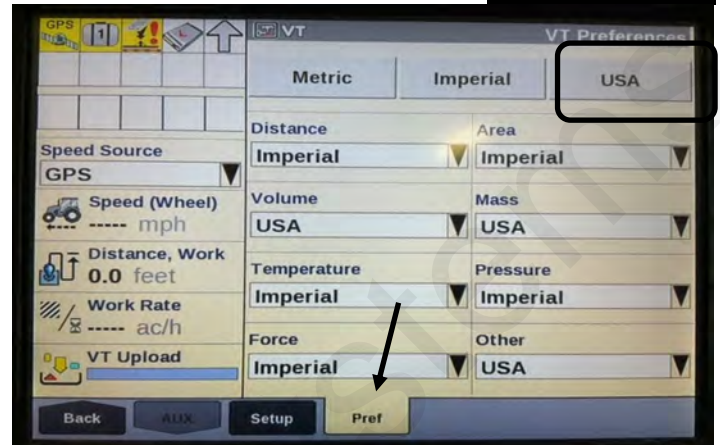 GPS
1
VT
VT Preferences
Metric
Imperial
USA
Speed Source
GPS
Speed (Wheel)
----- mph
Distance, Work
0.0 feet
Work Rate
----- ac/h
VT Upload
Distance
Imperial
Area
Imperial
Volume
USA
Mass
USA
Temperature
Imperial
Pressure
Imperial
Force
Imperial
Other
USA
Back
AUX
Setup
Pref
stems